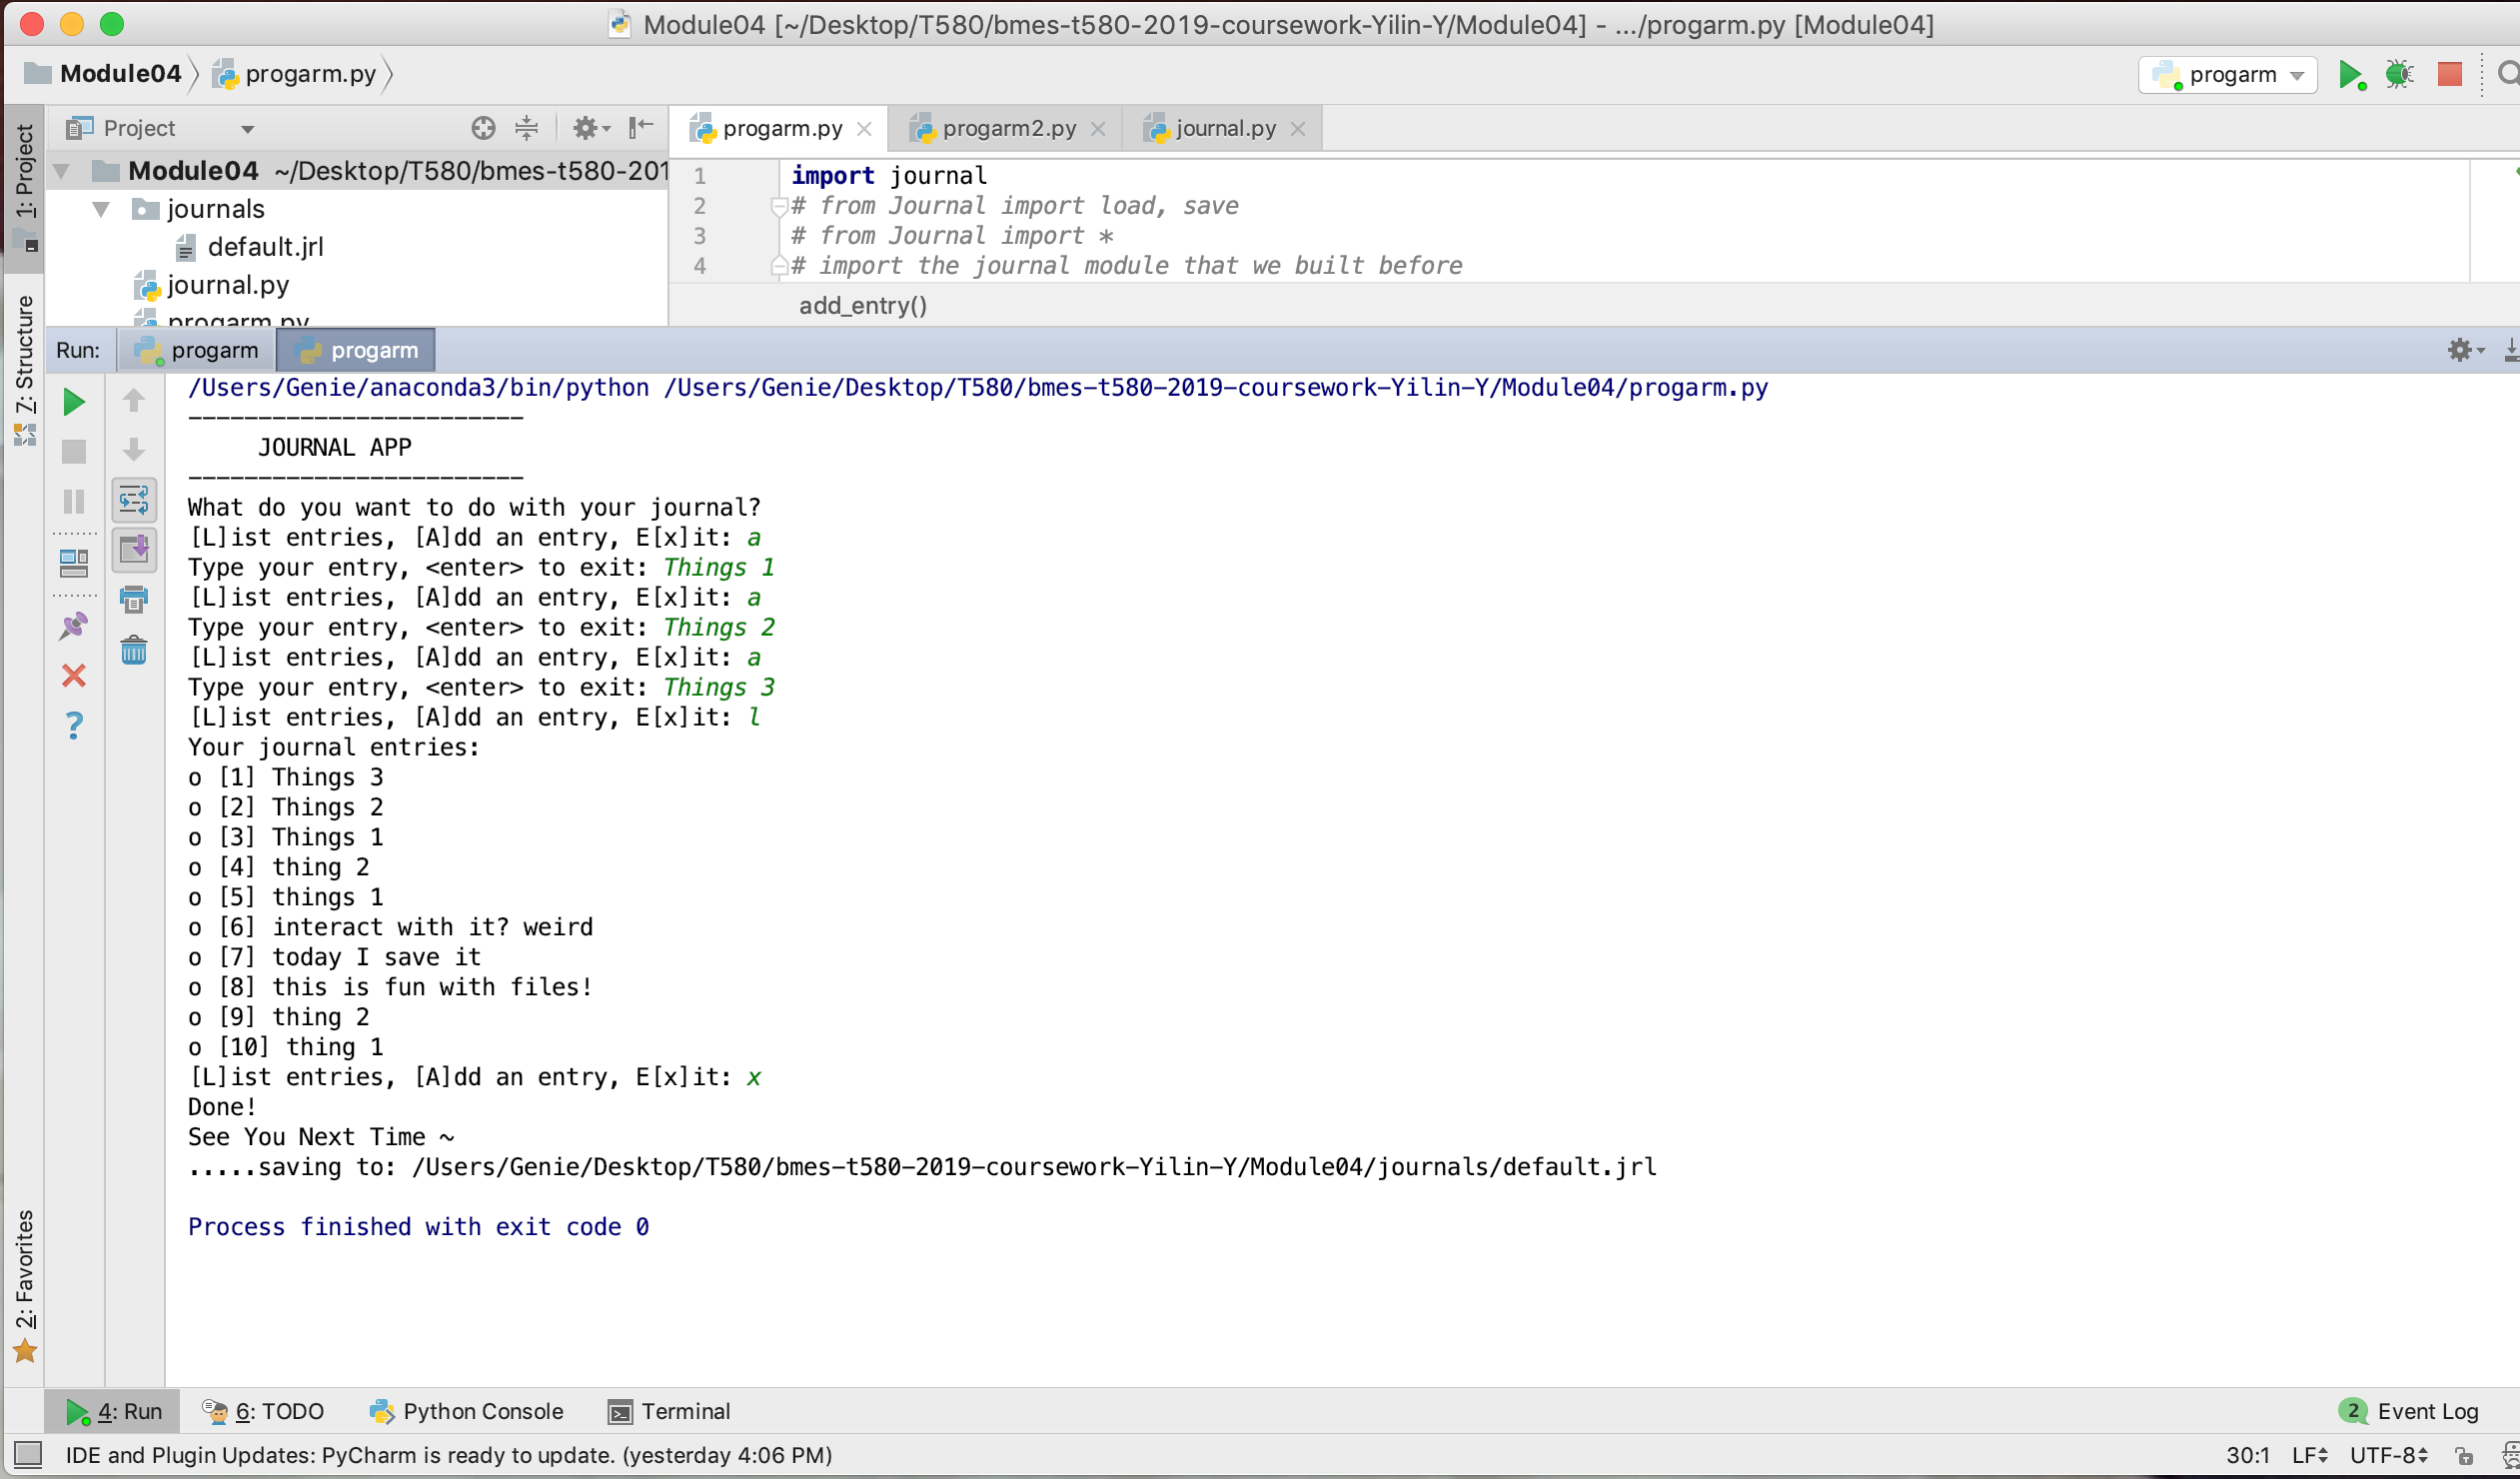 Module04 [~/Desktop/T580/bmes-t580-2019-coursework-Yilin-Y/Module04] - .../progarm.py [Module04]
Module04 progarm.py
progarm
1: Project
7: Structure
2: Favorites
Project
Module04 ~/Desktop/T580/bmes-t580-201
journals
default.jrl
journal.py
progarm.py
progarm.py progarm2.py journal.py
1 import journal
2 # from Journal import load, save
3 # from Journal import *
4 # import the journal module that we built before
add_entry()
Run: progarm progarm
/Users/Genie/anaconda3/bin/python /Users/Genie/Desktop/T580/bmes-t580-2019-coursework-Yilin-Y/Module04/progarm.py
------------------------
JOURNAL APP
------------------------
What do you want to do with your journal?
[L]ist entries, [A]dd an entry, E[x]it: a
Type your entry, <enter> to exit: Things 1
[L]ist entries, [A]dd an entry, E[x]it: a
Type your entry, <enter> to exit: Things 2
[L]ist entries, [A]dd an entry, E[x]it: a
Type your entry, <enter> to exit: Things 3
[L]ist entries, [A]dd an entry, E[x]it: l
Your journal entries:
o [1] Things 3
o [2] Things 2
o [3] Things 1
o [4] thing 2
o [5] things 1
o [6] interact with it? weird
o [7] today I save it
o [8] this is fun with files!
o [9] thing 2
o [10] thing 1
[L]ist entries, [A]dd an entry, E[x]it: x
Done!
See You Next Time ~
.....saving to: /Users/Genie/Desktop/T580/bmes-t580-2019-coursework-Yilin-Y/Module04/journals/default.jrl
Process finished with exit code 0
4: Run 6: TODO Python Console Terminal 2 Event Log
IDE and Plugin Updates: PyCharm is ready to update. (yesterday 4:06 PM) 30:1 LF UTF-8